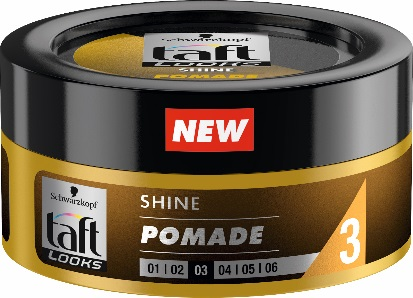 Schwarzkopf
taft
LOOKS
SHINE
POMADE
NEW
Schwarzkopf
taft
LOOKS
SHINE
POMADE
01|02|03|04|05|06
3